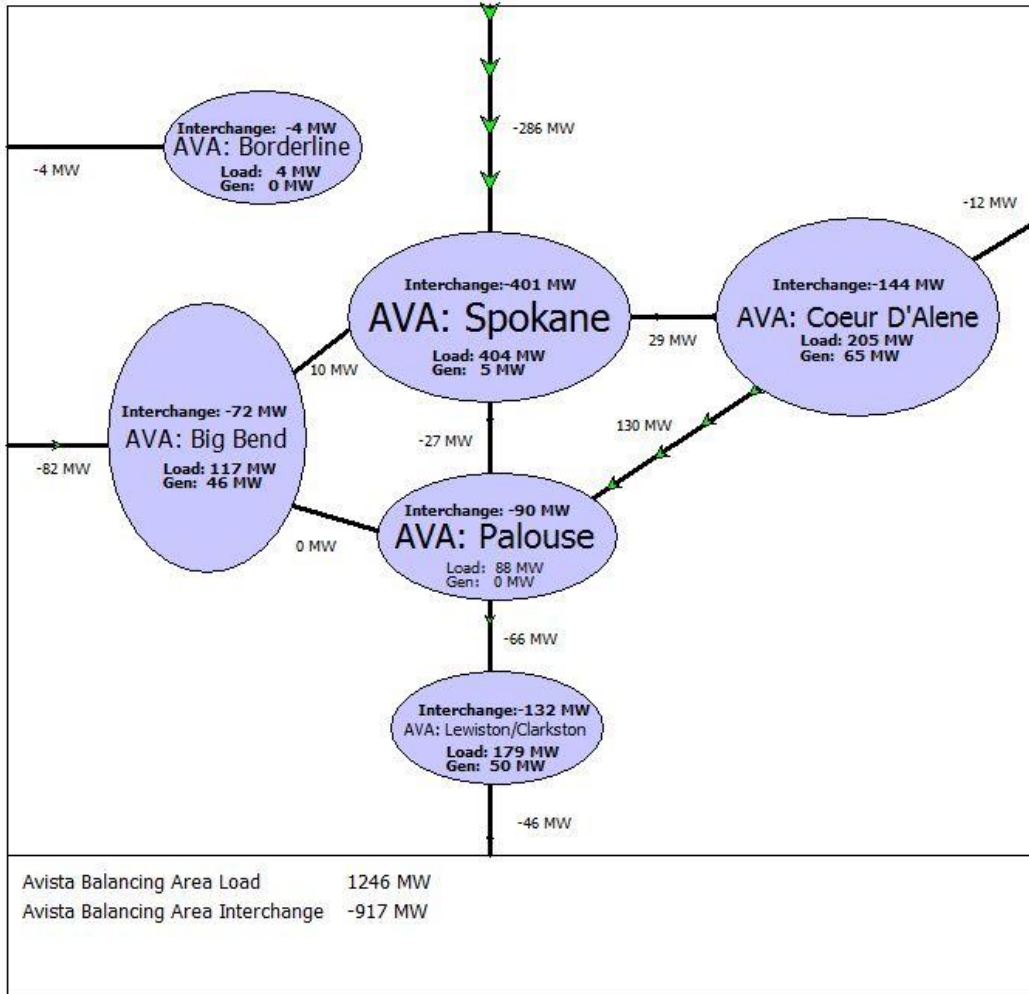 -286 MW
Interchange: -4 MW
AVA: Borderline
Load: 4 MW
Gen: 0 MW
-4 MW
-12 MW
Interchange:-401 MW
AVA: Spokane
Load: 404 MW
Gen: 5 MW
Interchange:-144 MW
AVA: Coeur D'Alene
Load: 205 MW
Gen: 65 MW
29 MW
10 MW
Interchange: -72 MW
AVA: Big Bend
Load: 117 MW
Gen: 46 MW
-82 MW
-27 MW
130 MW
Interchange: -90 MW
AVA: Palouse
Load: 88 MW
Gen: 0 MW
0 MW
-66 MW
Interchange:-132 MW
AVA: Lewiston/Clarkston
Load: 179 MW
Gen: 50 MW
-46 MW
Avista Balancing Area Load 1246 MW
Avista Balancing Area Interchange -917 MW